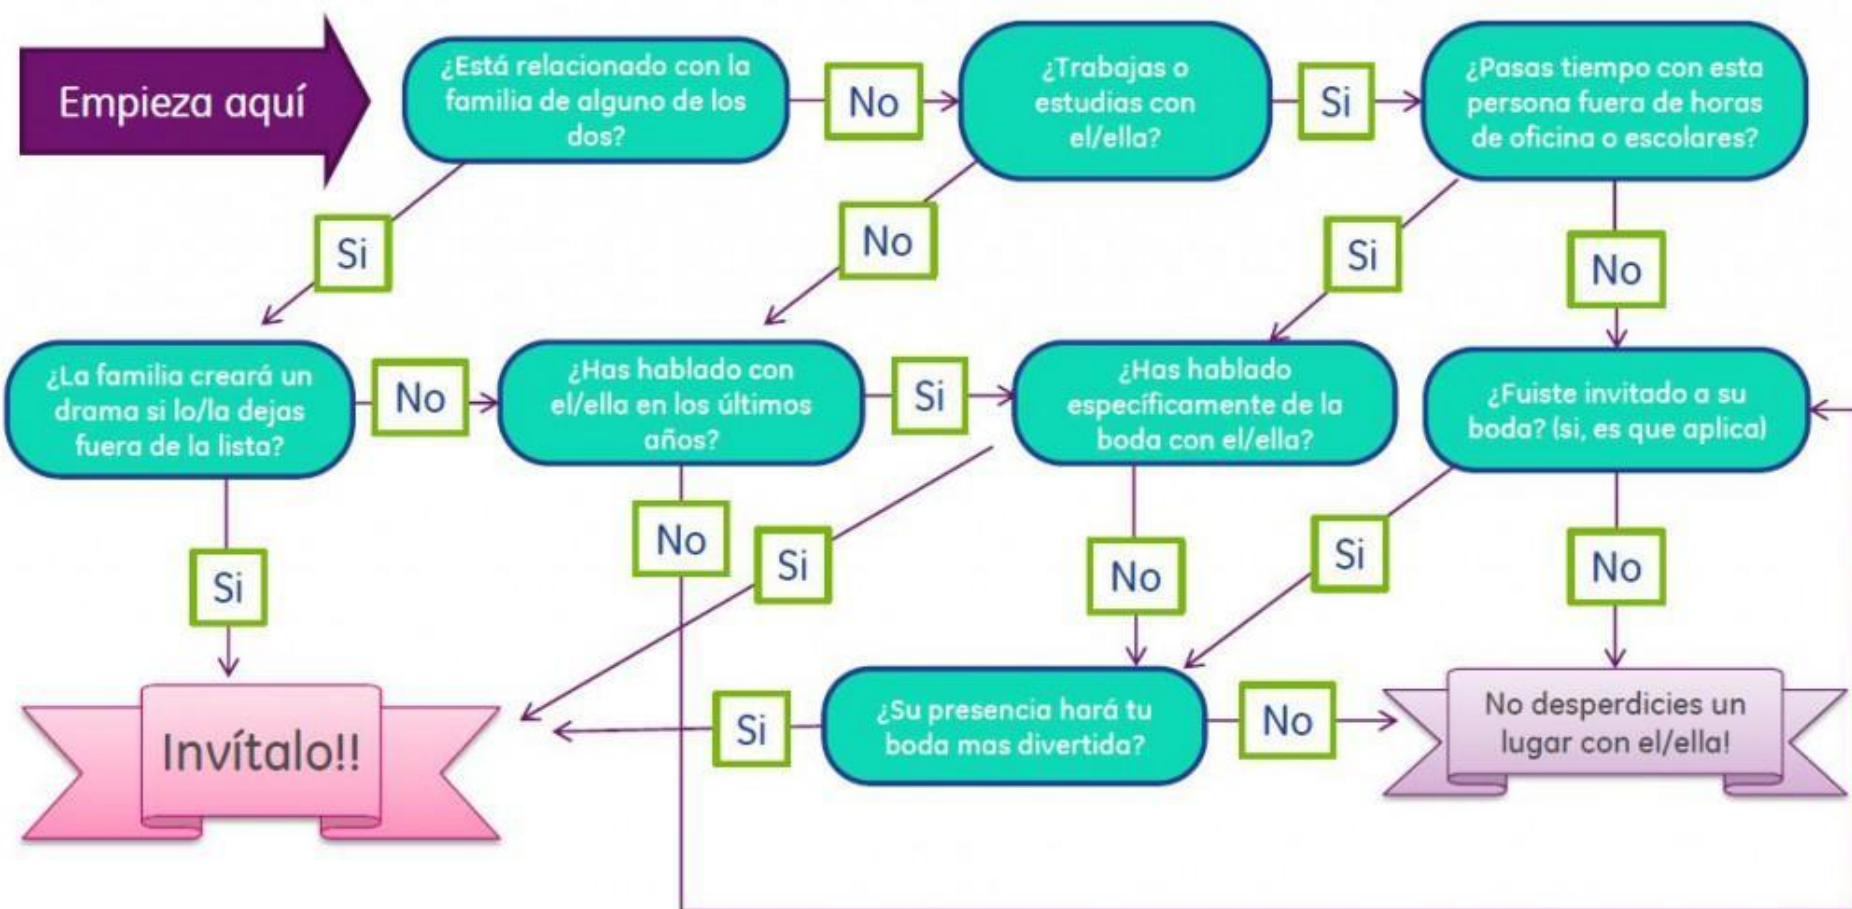 Empieza aquí
¿Está relacionado con la
familia de alguno de los
dos?
No
¿Trabajas o
estudias con
el/ella?
Si
¿Pasas tiempo con esta
persona fuera de horas
de oficina o escolares?
Si
No
Si
No
¿La familia creará un
drama si lo/la dejas
fuera de la lista?
No
¿Has hablado con
el/ella en los últimos
años?
Si
¿Has hablado
específicamente de la
boda con el/ella?
¿Fuiste invitado a su
boda? (si, es que aplica)
Si
No
Si
No
Si
No
Invítalo!!
Si
¿Su presencia hará tu
boda mas divertida?
No
No desperdicies un
lugar con el/ella!